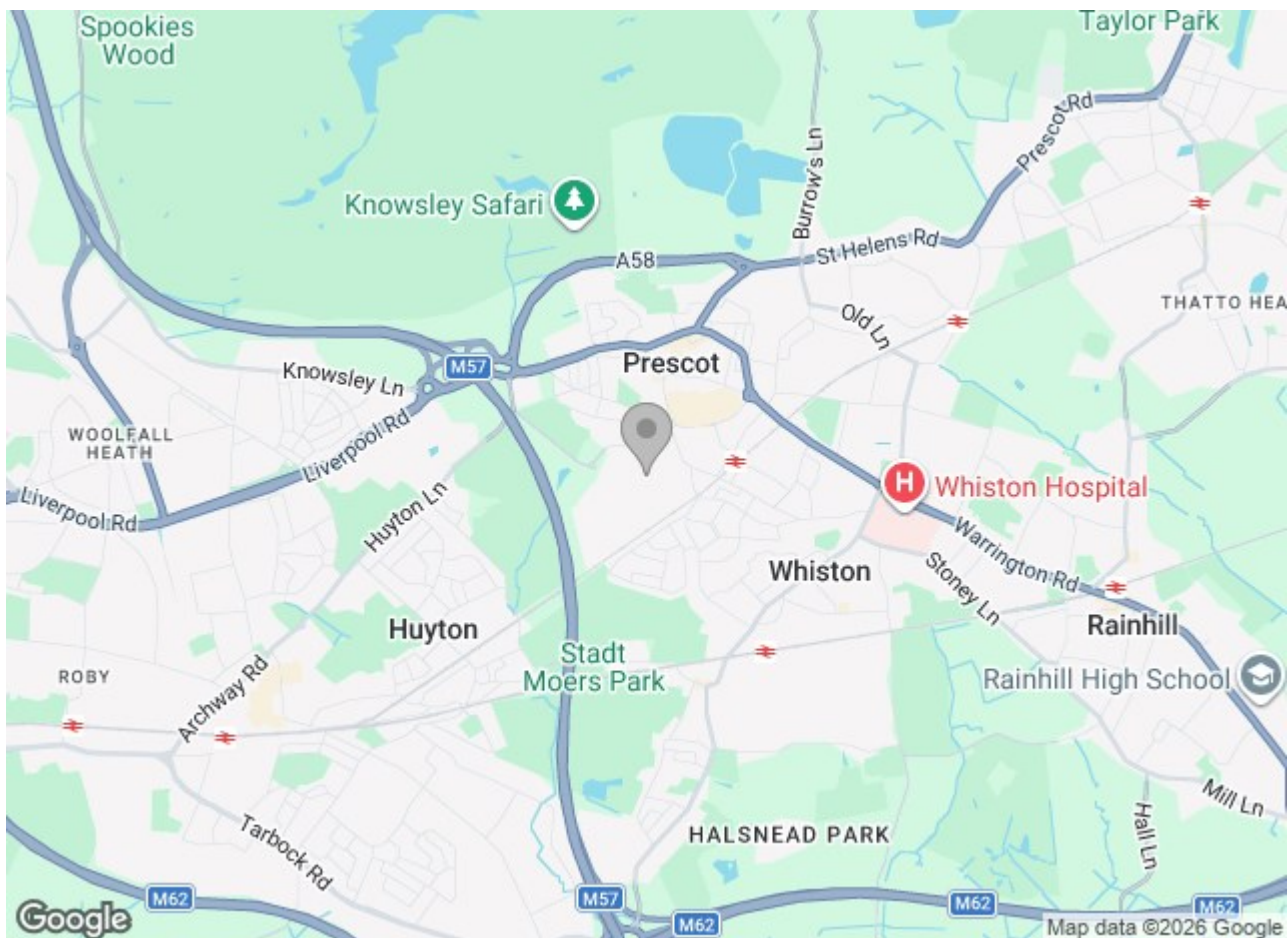 Spookies
Wood
Taylor Park
Prescot Rd
Burrow's Ln
Knowsley Safari
St Helens Rd
A58
THATTO HEA
Old Ln
Prescot
M57
Knowsley Ln
WOOLFALL
HEATH
Liverpool Rd
Liverpool Rd
Huyton Ln
H
Whiston Hospital
Warrington Rd
Whiston
Stoney Ln
Huyton
Rainhill
Stadt
Moers Park
ROBY
Archway Rd
Rainhill High School
Mill Ln
Hall Ln
Tarbock Rd
HALSNEAD PARK
M62
M57
M62
M62
M62
Google
Map data ©2026 Google